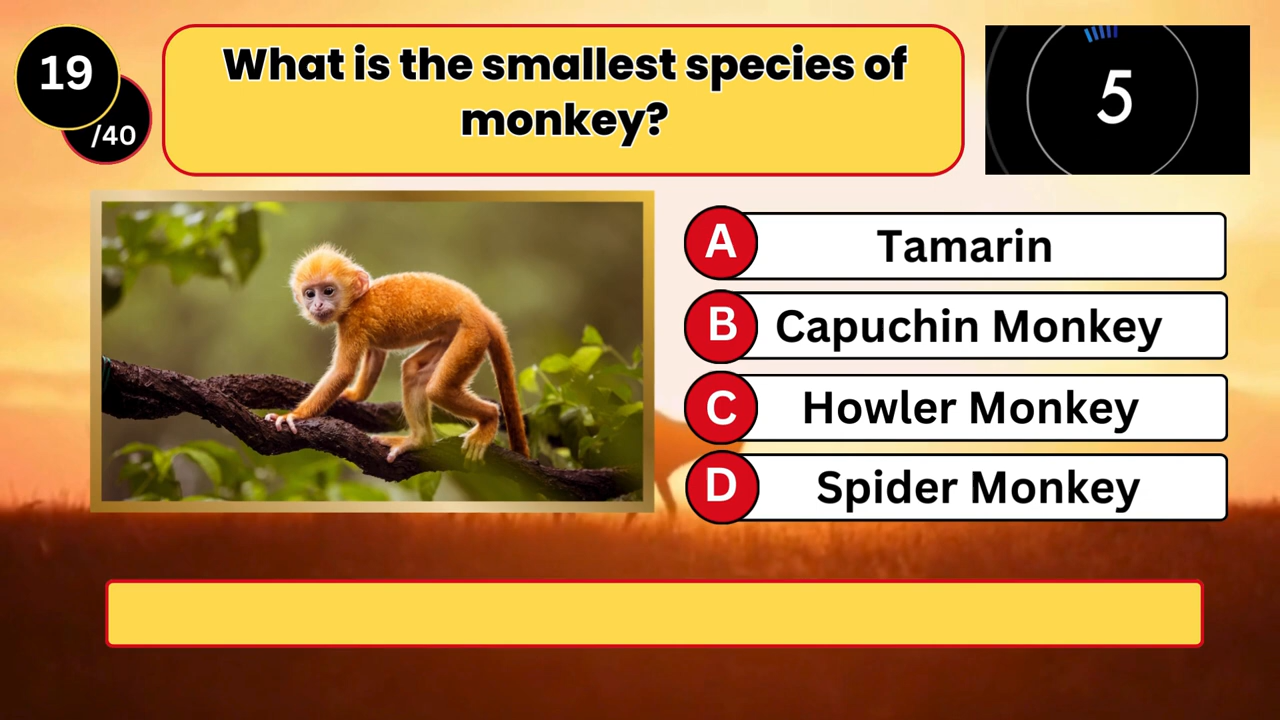 19
/40
What is the smallest species of
monkey?
5
A
Tamarin
B
Capuchin Monkey
C
Howler Monkey
D
Spider Monkey